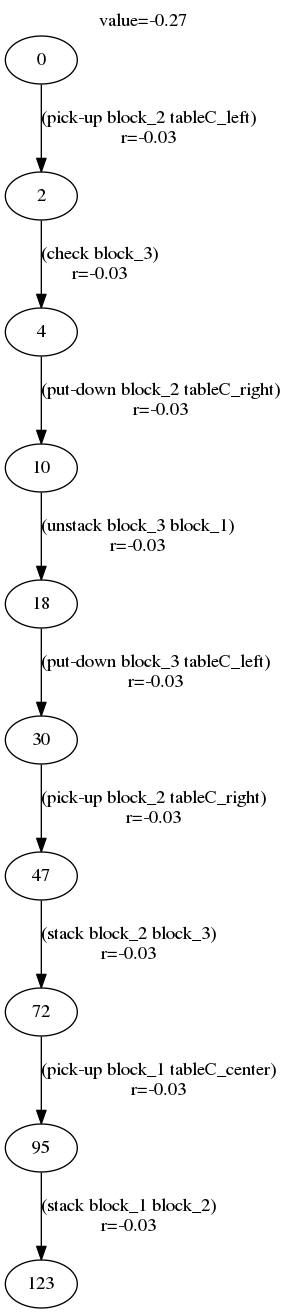 value=-0.27
0
(pick-up block_2 tableC_left)
r=-0.03
2
(check block_3)
r=-0.03
4
(put-down block_2 tableC_right)
r=-0.03
10
(unstack block_3 block_1)
r=-0.03
18
(put-down block_3 tableC_left)
r=-0.03
30
(pick-up block_2 tableC_right)
r=-0.03
47
(stack block_2 block_3)
r=-0.03
72
(pick-up block_1 tableC_center)
r=-0.03
95
(stack block_1 block_2)
r=-0.03
123